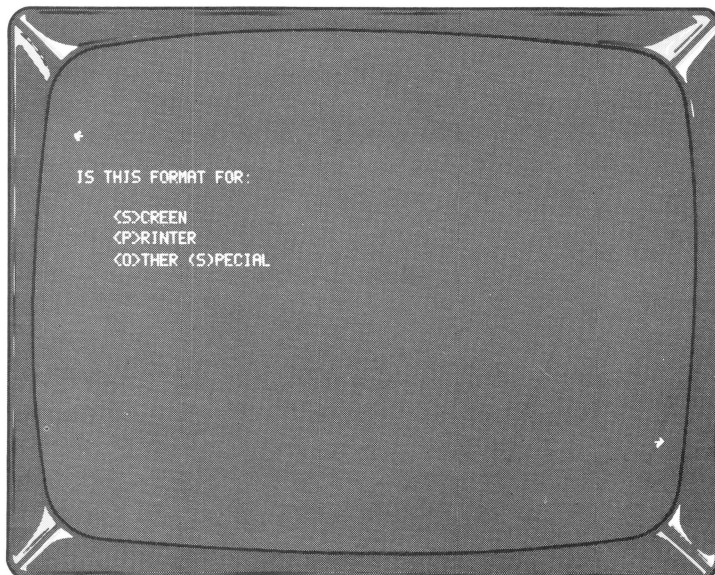 IS THIS FORMAT FOR:
<S>CREEN
<P>RINTER
<O>THER (S)PECIAL